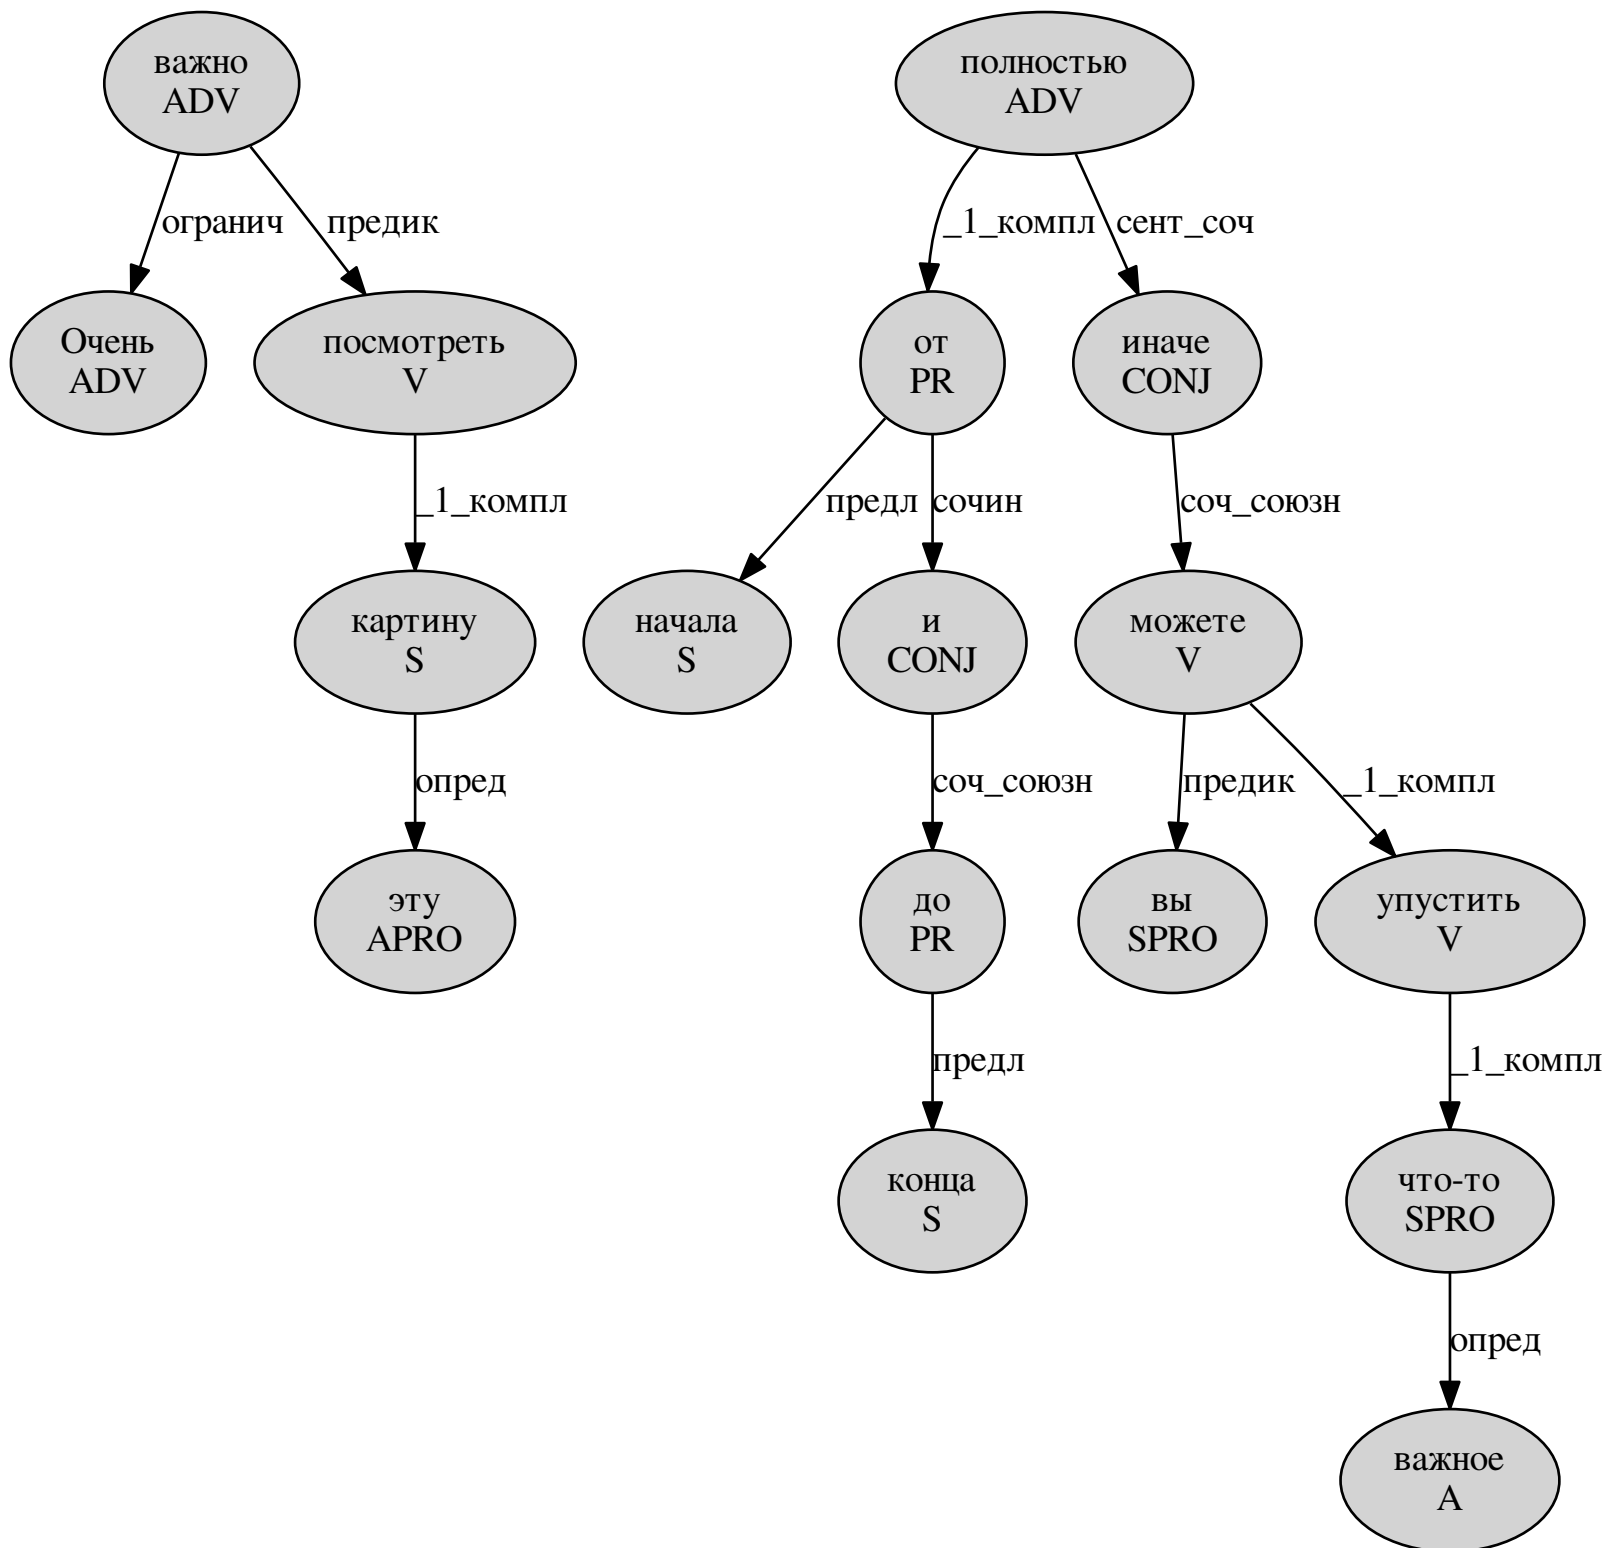 важно
ADV
полностью
ADV
огранич
предик
_1_компл
сент_соч
Очень
ADV
посмотреть
V
от
PR
иначе
CONJ
_1_компл
предл
сочин
соч_союзн
картину
S
начала
S
и
CONJ
можете
V
опред
соч_союзн
предик
_1_компл
эту
APRO
до
PR
вы
SPRO
упустить
V
предл
_1_компл
конца
S
что-то
SPRO
опред
важное
A